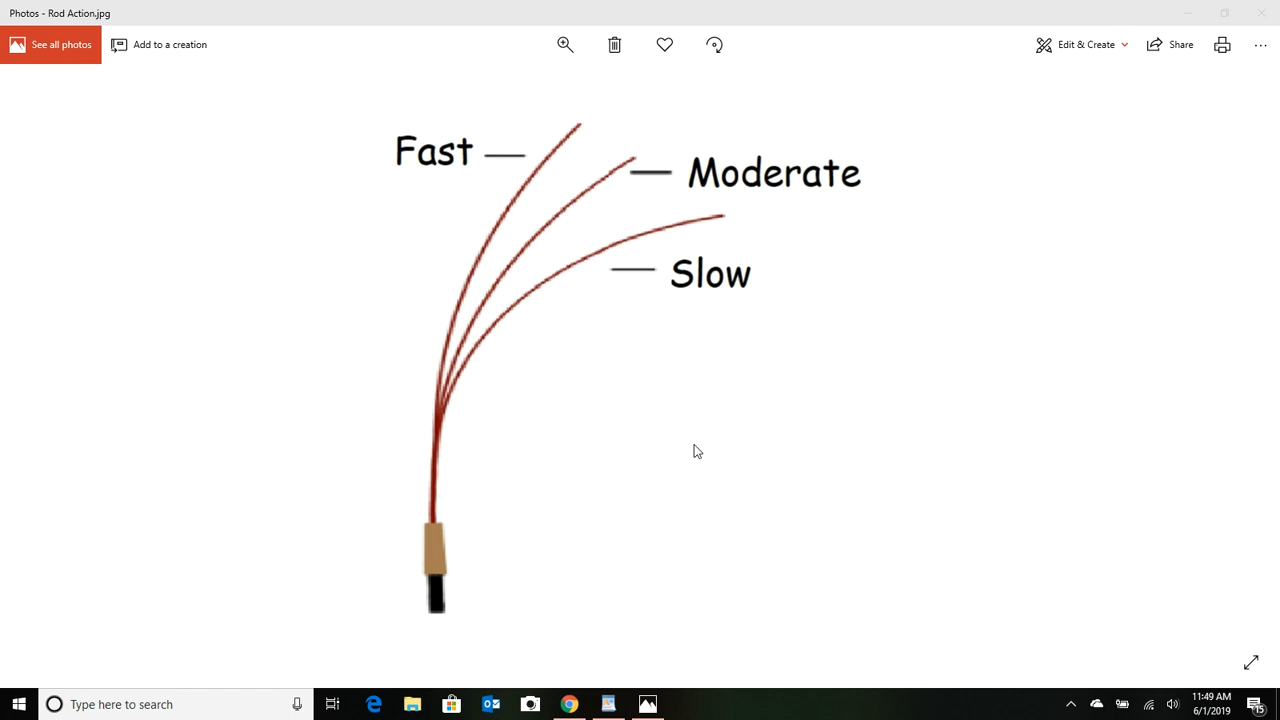 Photos - Rod Action.jpg
See all photos
Add to a creation
Edit & Create
Share
Fast
Moderate
Slow
Type here to search
11:49 AM
6/1/2019
15